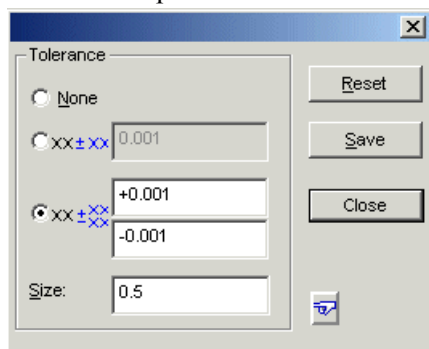 Tolerance
None
Reset
xx±xx
0.001
Save
xx±xx
xx
+0.001
-0.001
Close
Size:
0.5